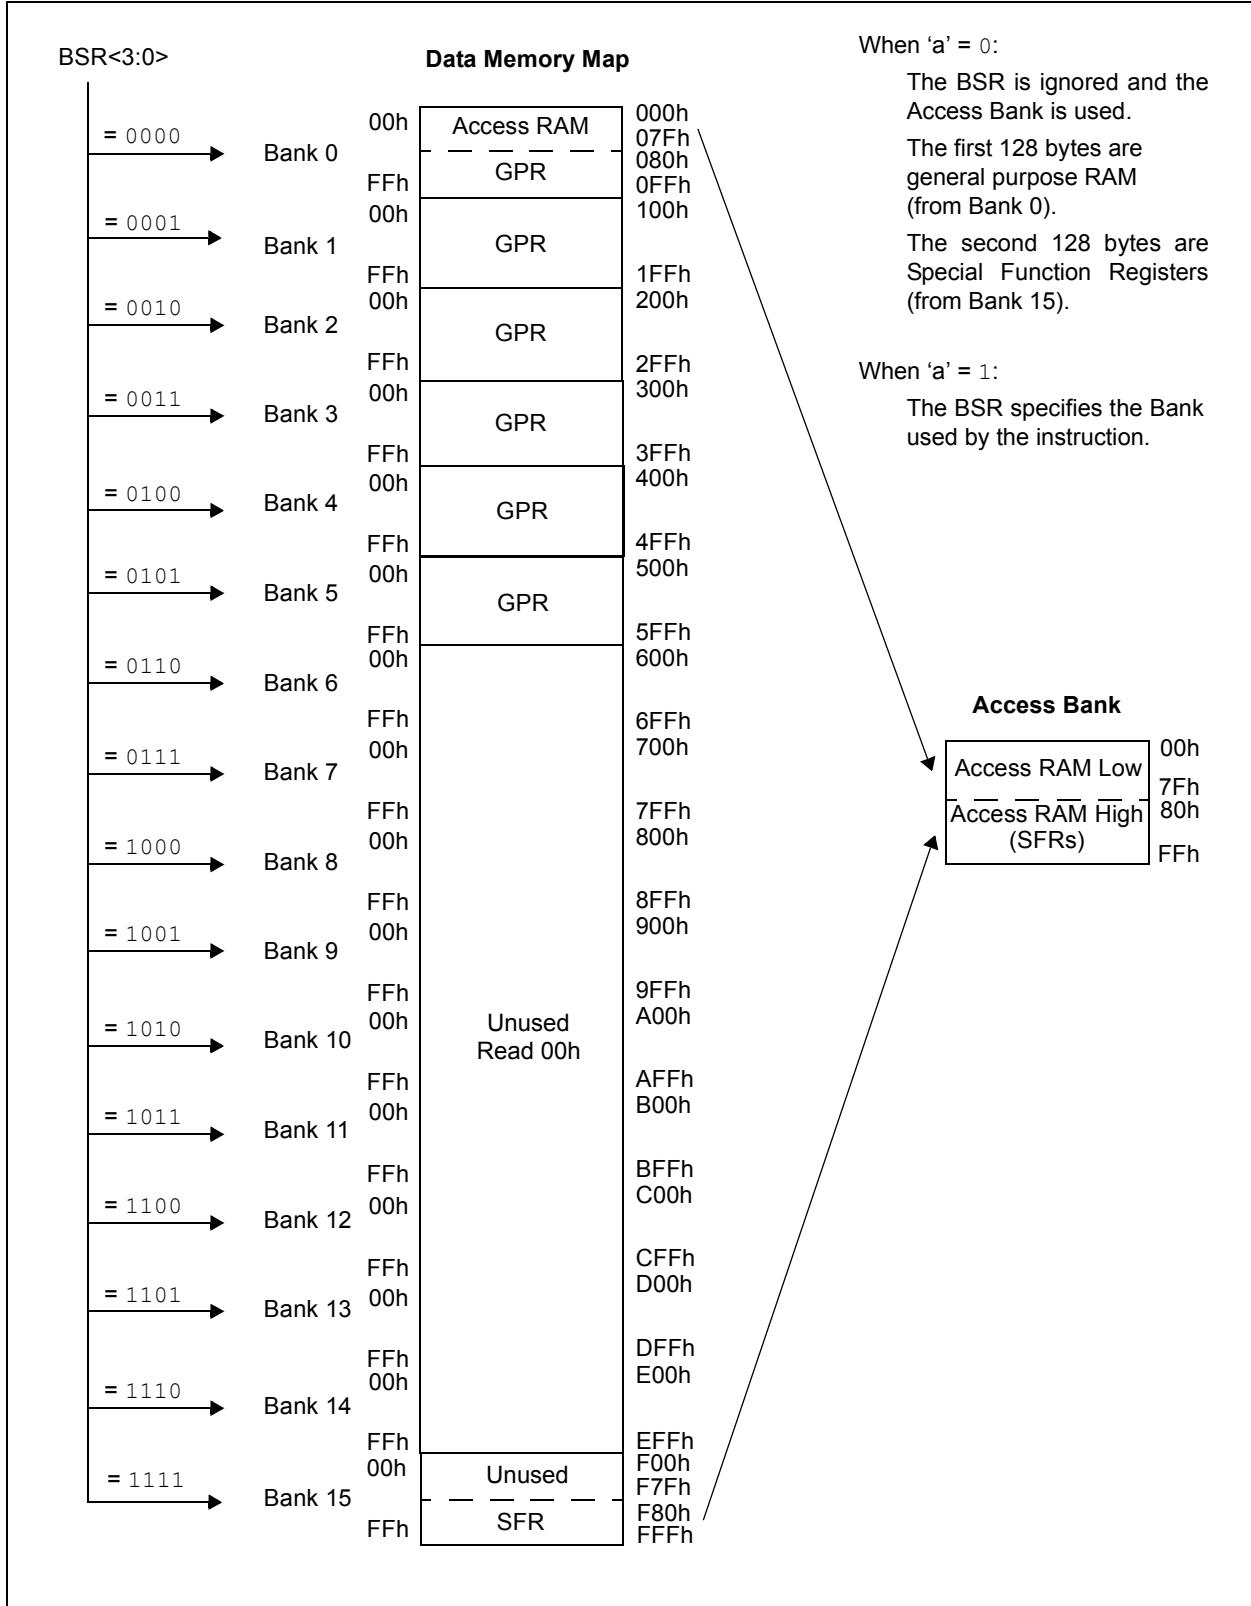 BSR<3:0>
Data Memory Map
When ‘a’ = 0:
The BSR is ignored and the
Access Bank is used.
The first 128 bytes are
general purpose RAM
(from Bank 0).
The second 128 bytes are
Special Function Registers
(from Bank 15).
When ‘a’ = 1:
The BSR specifies the Bank
used by the instruction.
= 0000
Bank 0
00h
Access RAM
000h
07Fh
080h
GPR
FFh
0FFh
= 0001
Bank 1
00h
GPR
100h
FFh
1FFh
= 0010
Bank 2
00h
GPR
200h
FFh
2FFh
= 0011
Bank 3
00h
GPR
300h
FFh
3FFh
= 0100
Bank 4
00h
GPR
400h
FFh
4FFh
= 0101
Bank 5
00h
GPR
500h
FFh
5FFh
= 0110
Bank 6
00h
600h
FFh
6FFh
= 0111
Bank 7
00h
700h
FFh
7FFh
= 1000
Bank 8
00h
800h
FFh
8FFh
= 1001
Bank 9
00h
900h
FFh
9FFh
= 1010
Bank 10
00h
Unused
Read 00h
A00h
FFh
AFFh
= 1011
Bank 11
00h
B00h
FFh
BFFh
= 1100
Bank 12
00h
C00h
FFh
CFFh
= 1101
Bank 13
00h
D00h
FFh
DFFh
= 1110
Bank 14
00h
E00h
FFh
EFFh
= 1111
Bank 15
00h
Unused
F00h
F7Fh
F80h
SFR
FFh
FFFh
Access Bank
Access RAM Low
00h
7Fh
Access RAM High
(SFRs)
80h
FFh